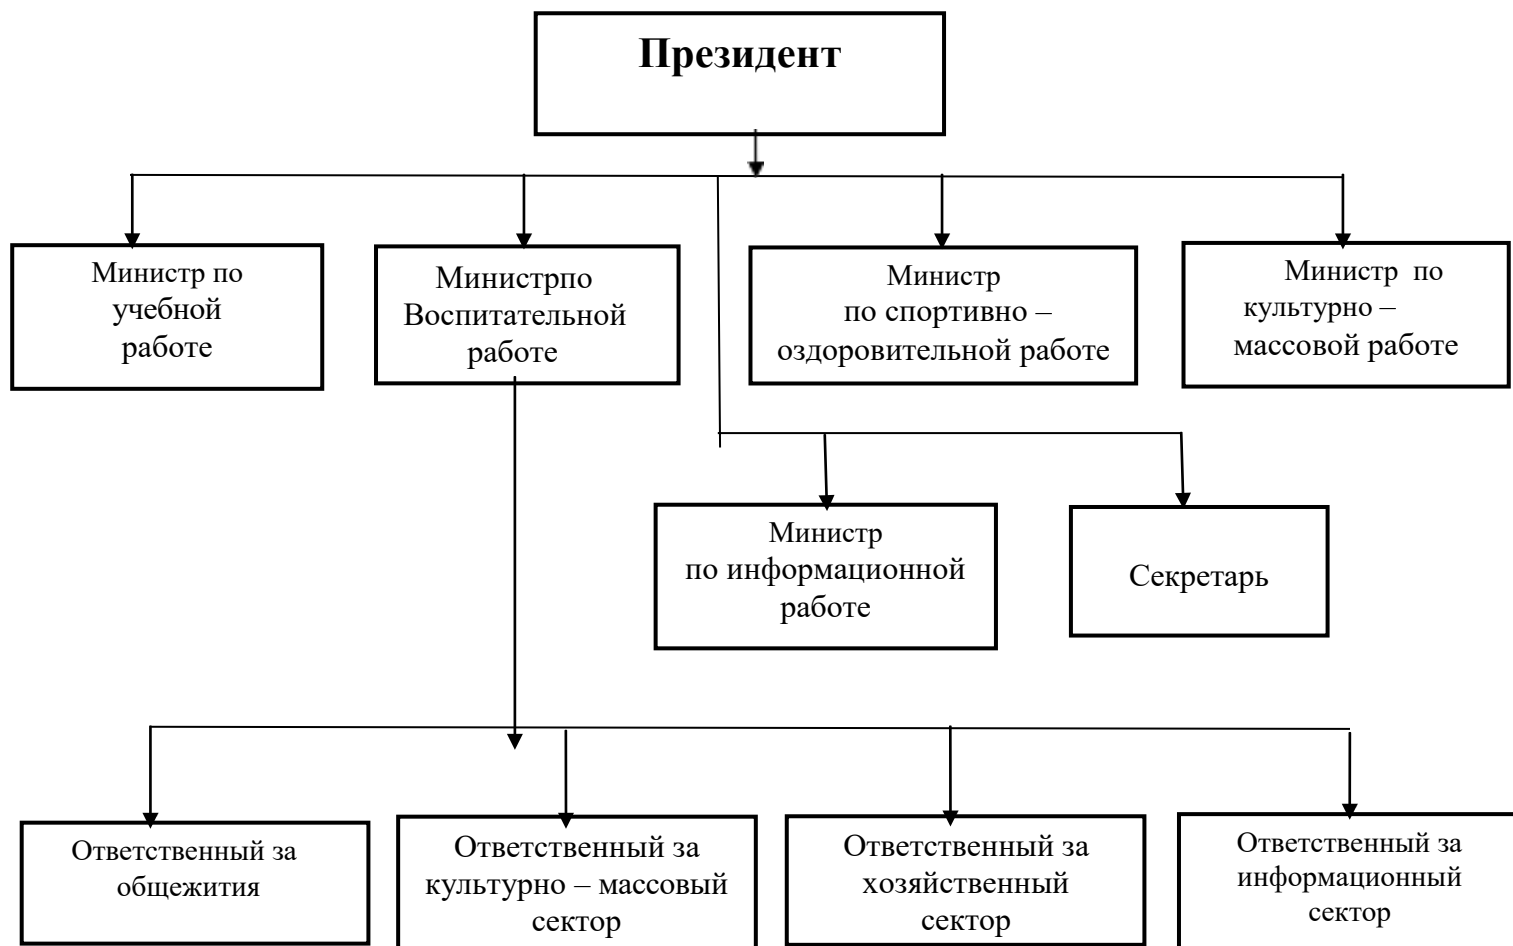 Президент
Министр по
учебной
работе
Министрпо
Воспитательной
работе
Министр
по спортивно –
оздоровительной работе
Министр по
культурно –
массовой работе
Министр
по информационной
работе
Секретарь
Ответственный за
общежития
Ответственный за
культурно – массовый
сектор
Ответственный за
хозяйственный
сектор
Ответственный за
информационный
сектор